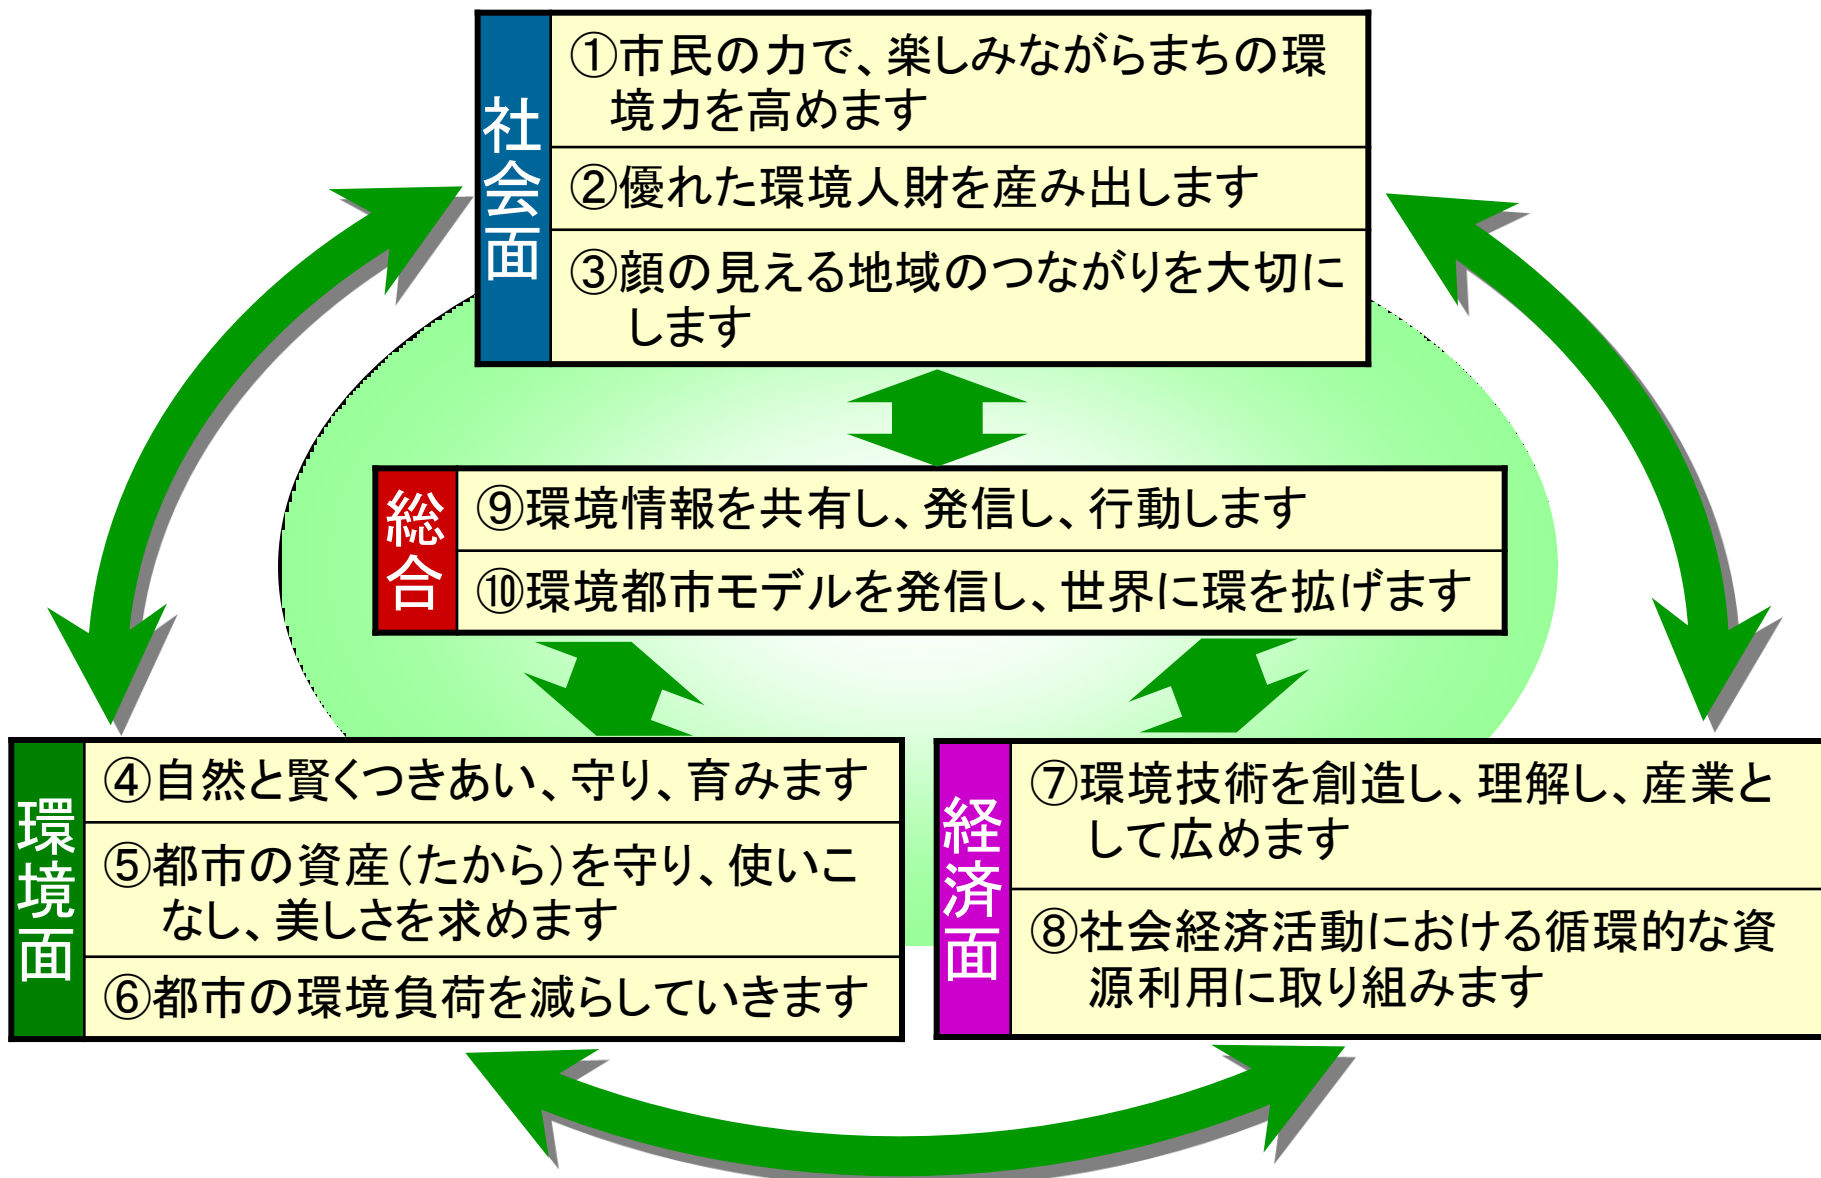 社会面
①市民の力で、楽しみながらまちの環
境力を高めます
②優れた環境人財を産み出します
③顔の見える地域のつながりを大切に
します
総合
⑨環境情報を共有し、発信し、行動します
⑩環境都市モデルを発信し、世界に環を拡げます
環境面
④自然と賢くつきあい、守り、育みます
⑤都市の資産（たから）を守り、使いこ
なし、美しさを求めます
⑥都市の環境負荷を減らしていきます
経済面
⑦環境技術を創造し、理解し、産業と
して広めます
⑧社会経済活動における循環的な資
源利用に取り組みます